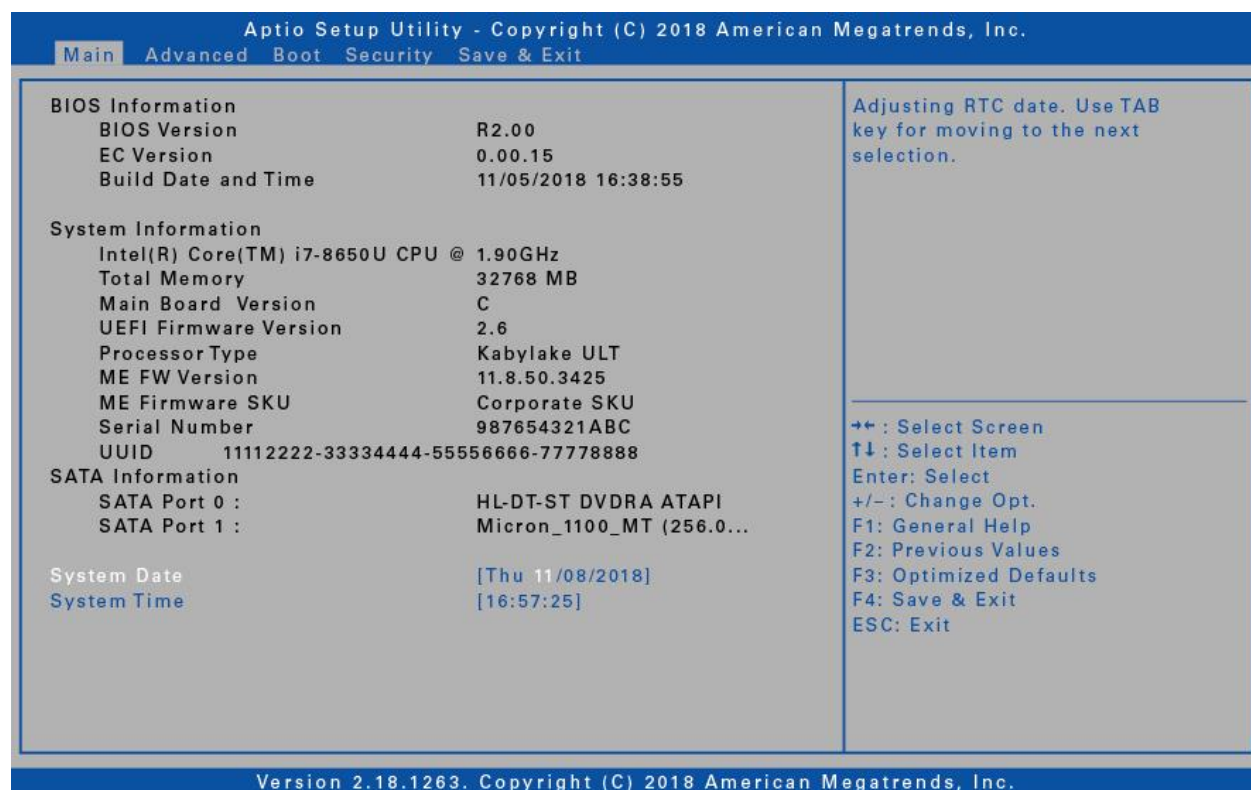 Aptio Setup Utility - Copyright (C) 2018 American Megatrends, Inc.
Main Advanced Boot Security Save & Exit
BIOS Information
BIOS Version R2.00
EC Version 0.00.15
Build Date and Time 11/05/2018 16:38:55
System Information
Intel(R) Core(TM) i7-8650U CPU @ 1.90GHz
Total Memory 32768 MB
Main Board Version C
UEFI Firmware Version 2.6
Processor Type Kabylake ULT
ME FW Version 11.8.50.3425
ME Firmware SKU Corporate SKU
Serial Number 987654321ABC
UUID 11112222-33334444-55556666-77778888
SATA Information
SATA Port 0 : HL-DT-ST DVDRA ATAPI
SATA Port 1 : Micron_1100_MT (256.0...
System Date [Thu 11/08/2018]
System Time [16:57:25]
Adjusting RTC date. Use TAB
key for moving to the next
selection.
→← : Select Screen
↑↓ : Select Item
Enter: Select
+/– : Change Opt.
F1: General Help
F2: Previous Values
F3: Optimized Defaults
F4: Save & Exit
ESC: Exit
Version 2.18.1263. Copyright (C) 2018 American Megatrends, Inc.